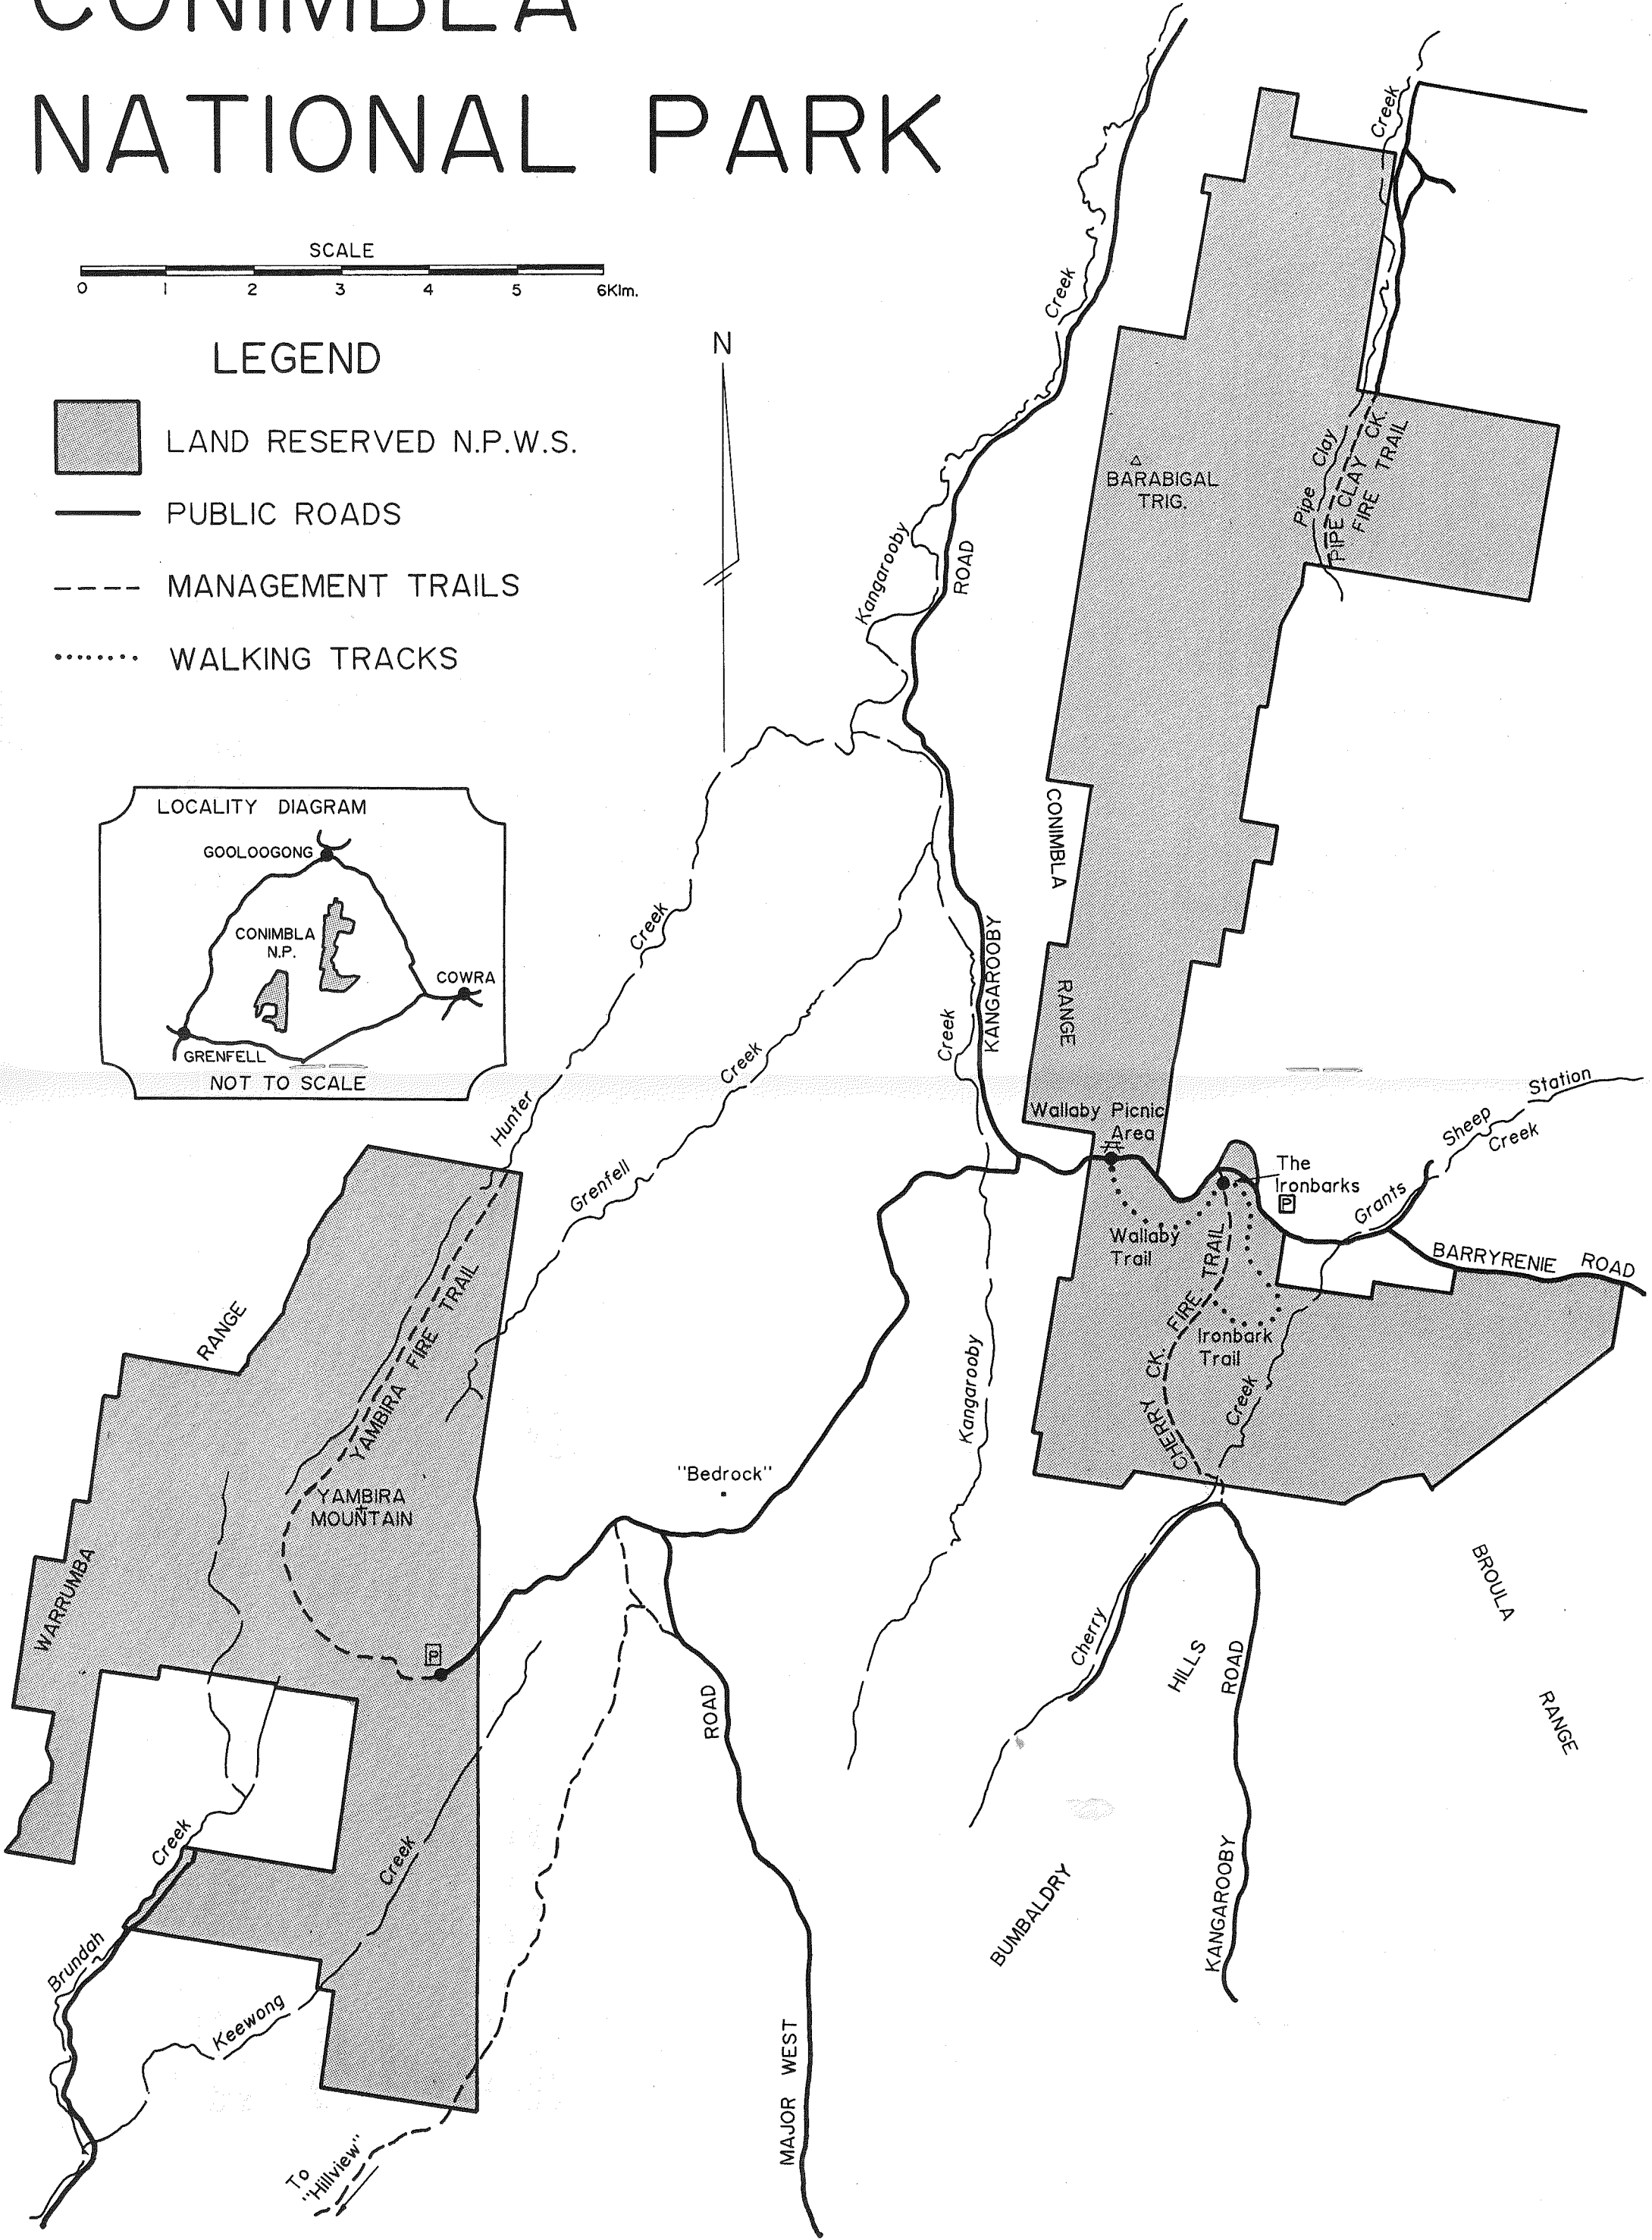 CONIMBLA
NATIONAL PARK
SCALE
0 1 2 3 4 5 6Klm.
LEGEND
LAND RESERVED N.P.W.S.
PUBLIC ROADS
MANAGEMENT TRAILS
WALKING TRACKS
N
LOCALITY DIAGRAM
GOOLOOGONG
CONIMBLA
N.P.
COWRA
GRENFELL
NOT TO SCALE
Creek
Creek
BARABIGAL
TRIG.
Pipe Clay
PIPE CLAY CK.
FIRE TRAIL
Kangarooby
ROAD
CONIMBLA
RANGE
Creek
Creek
Creek
KANGAROOBY
Hunter
Grenfell
Wallaby Picnic
Area
The
Ironbarks
P
Grants
Sheep
Station
Creek
BARRYRENIE ROAD
Wallaby
Trail
CHERRY CK. FIRE TRAIL
Ironbark
Trail
Creek
Kangarooby
RANGE
YAMBIRA FIRE TRAIL
YAMBIRA
MOUNTAIN
WARRUMBA
"Bedrock"
P
ROAD
Cherry
HILLS
ROAD
BROULA
RANGE
Creek
Creek
Brundah
Keewong
BUMBALDRY
KANGAROOBY
MAJOR WEST
To
"Hillview"